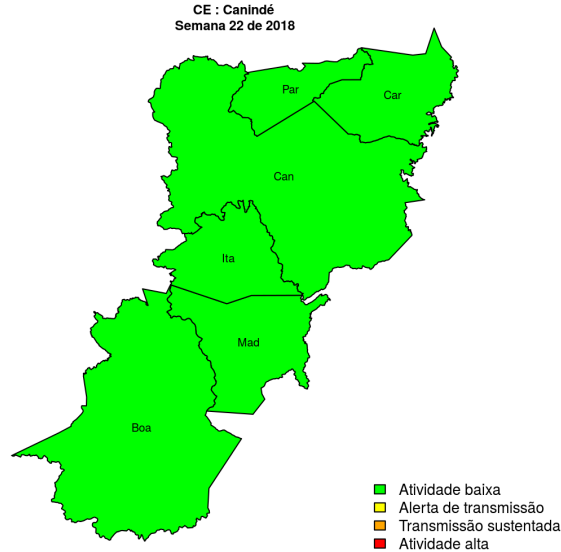 CE : Canindé
Semana 22 de 2018
Par
Car
Can
Ita
Mad
Boa
Atividade baixa
Alerta de transmissão
Transmissão sustentada
Atividade alta